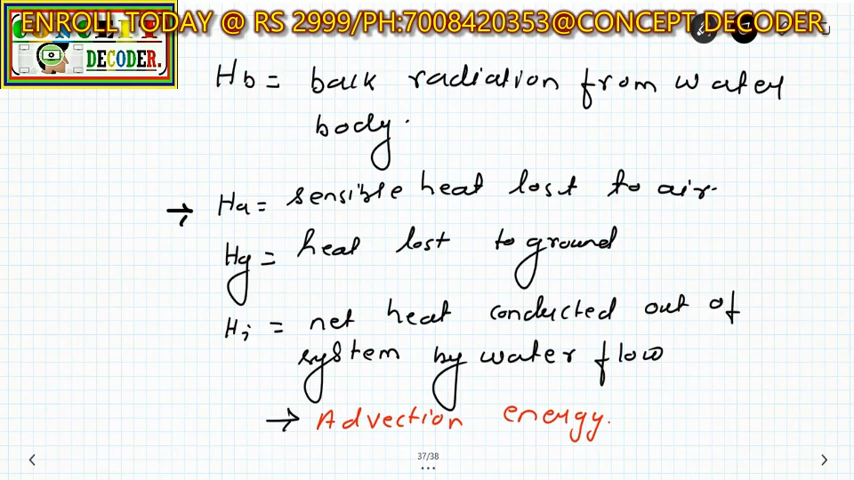 ENROLL TODAY @ RS 2999/PH:7008420353@CONCEPT DECODER
DECODER.
Hb = back radiation from water
body.
→ Ha = sensible heat lost to air.
Hg = heat lost to ground
Hi = net heat conducted out of
system by water flow
→ Advection energy.
37/38